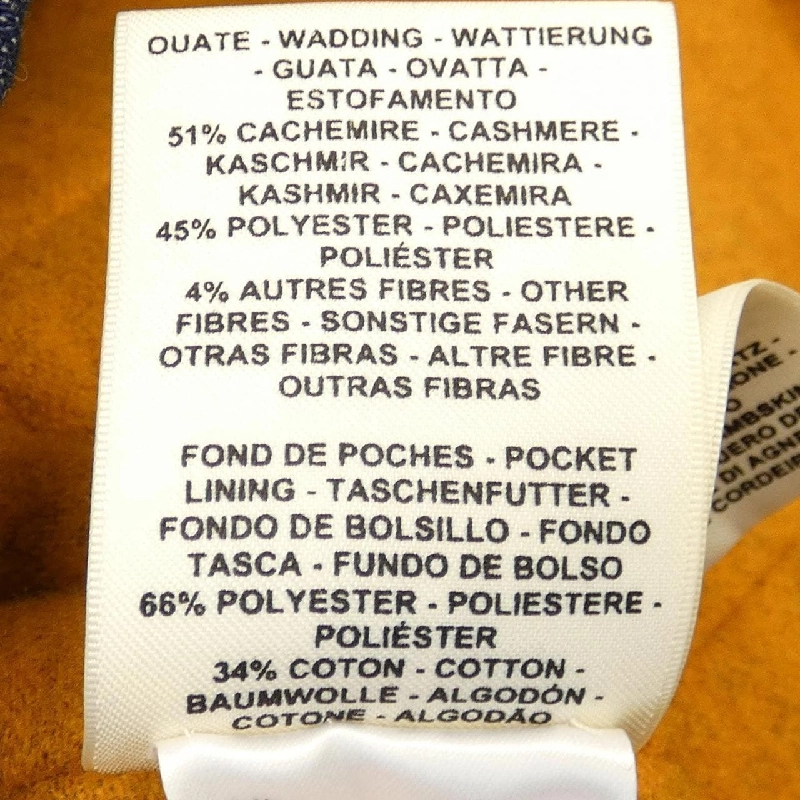 OUATE - WADDING - WATTIERUNG
- GUATA - OVATTA -
ESTOFAMENTO
51% CACHEMIRE - CASHMERE -
KASCHMIR - CACHEMIRA -
KASHMIR - CAXEMIRA
45% POLYESTER - POLIESTERE -
POLIÉSTER
4% AUTRES FIBRES - OTHER
FIBRES - SONSTIGE FASERN -
OTRAS FIBRAS - ALTRE FIBRE -
OUTRAS FIBRAS
FOND DE POCHES - POCKET
LINING - TASCHENFUTTER -
FONDO DE BOLSILLO - FONDO
TASCA - FUNDO DE BOLSO
66% POLYESTER - POLIESTERE -
POLIÉSTER
34% COTON - COTTON -
BAUMWOLLE - ALGODÓN -
COTONE - ALGODÃO